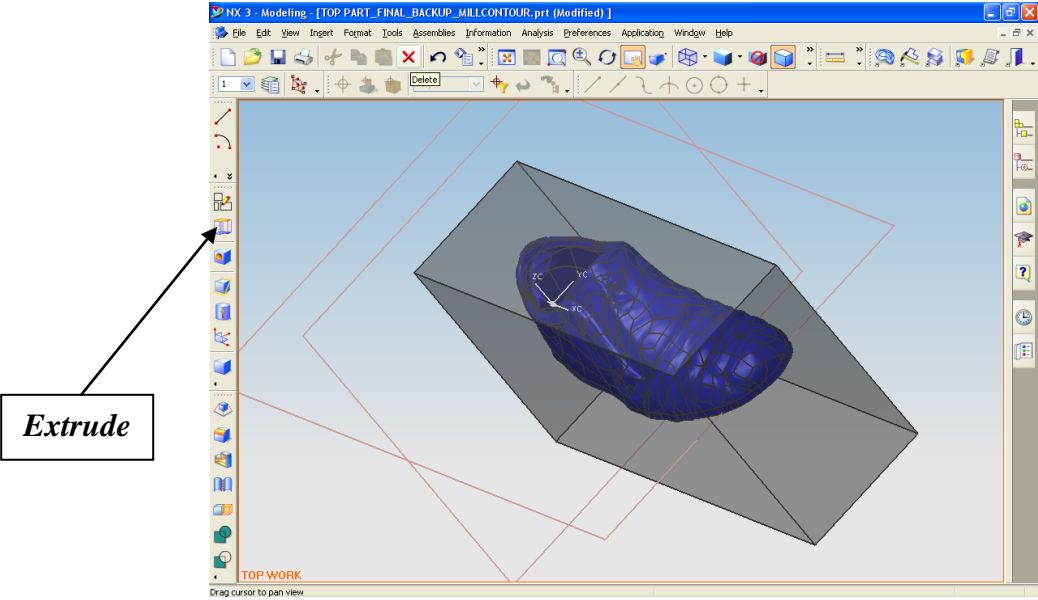 NX 3 - Modeling - [TOP PART_FINAL_BACKUP_MILLCONTOUR.prt (Modified) ]
File Edit View Insert Format Tools Assemblies Information Analysis Preferences Application Window Help
1
Delete
ZC
YC
XC
Extrude
TOP WORK
Drag cursor to pan view